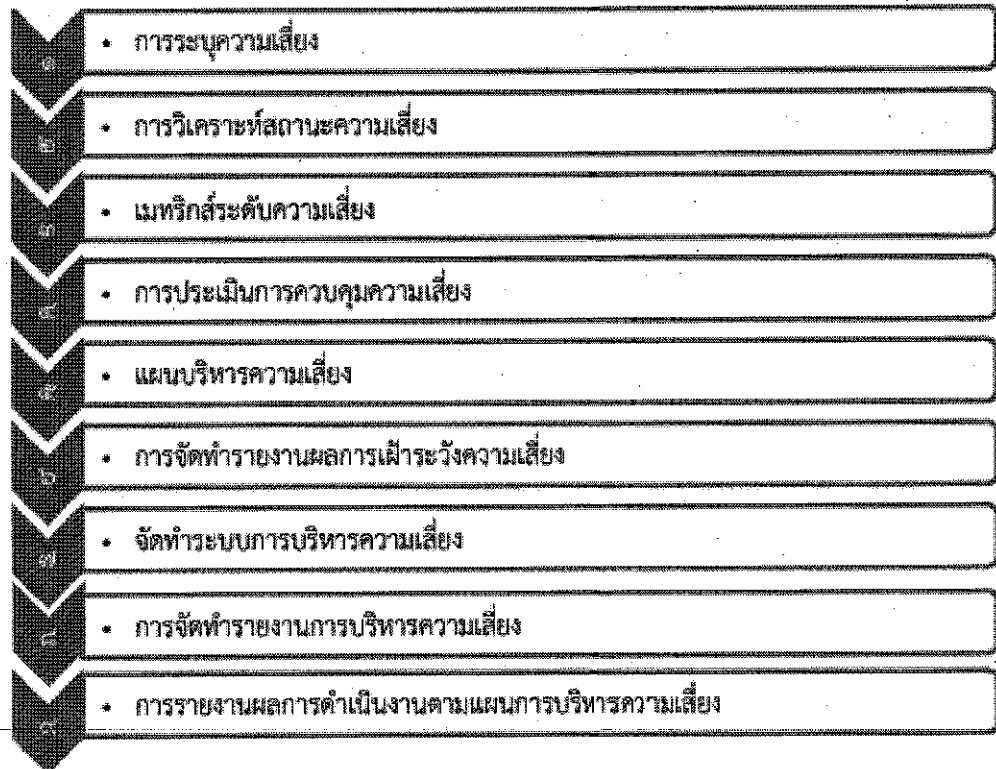 ๑
• การระบุความเสี่ยง
๒
• การวิเคราะห์สถานะความเสี่ยง
๓
• เมทริกส์ระดับความเสี่ยง
๔
• การประเมินการควบคุมความเสี่ยง
๕
• แผนบริหารความเสี่ยง
๖
• การจัดทำรายงานผลการเฝ้าระวังความเสี่ยง
๗
• จัดทำระบบการบริหารความเสี่ยง
๘
• การจัดทำรายงานการบริหารความเสี่ยง
๙
• การรายงานผลการดำเนินงานตามแผนการบริหารความเสี่ยง